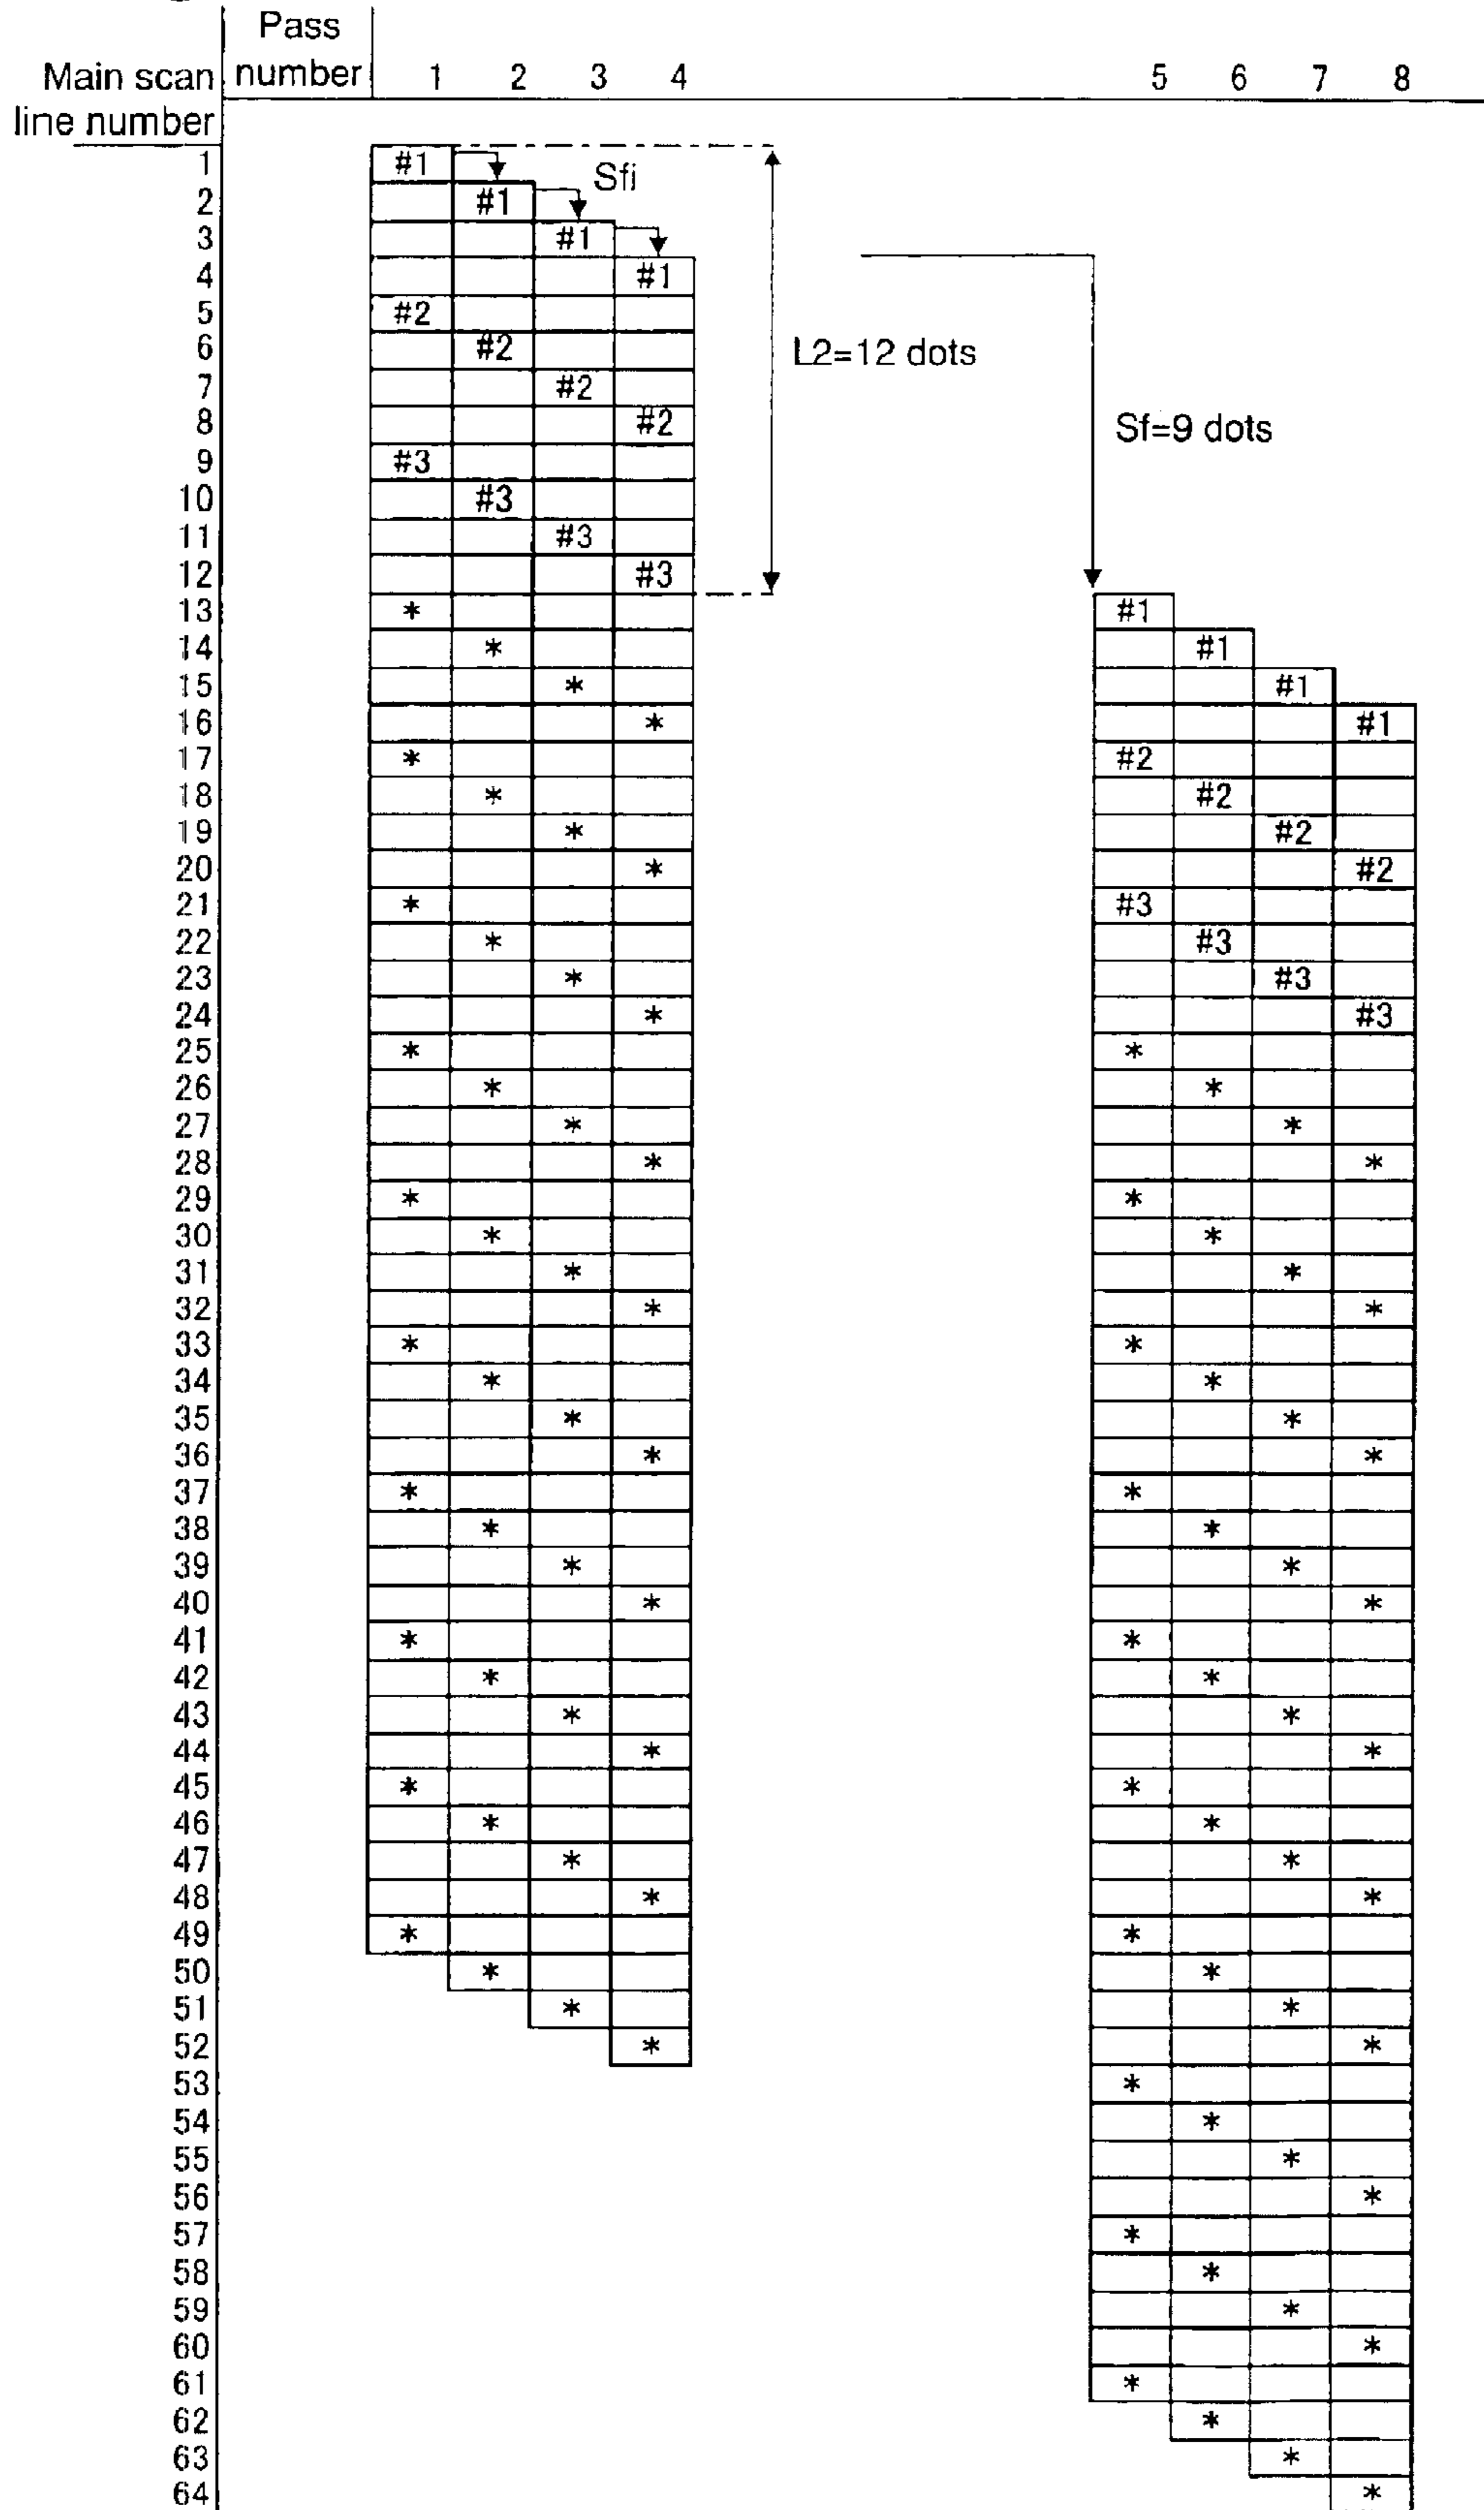 Pass
Main scan number 1 2 3 4 5 6 7 8
line number
1 #1 Sfi
2 #1
3 #1
4 #1
5 #2
6 #2 L2=12 dots
7 #2
8 #2 Sf=9 dots
9 #3
10 #3
11 #3
12 #3
13 * #1
14 * #1
15 * #1
16 * #1
17 * #2
18 * #2
19 * #2
20 * #2
21 * #3
22 * #3
23 * #3
24 * #3
25 * *
26 * *
27 * *
28 * *
29 * *
30 * *
31 * *
32 * *
33 * *
34 * *
35 * *
36 * *
37 * *
38 * *
39 * *
40 * *
41 * *
42 * *
43 * *
44 * *
45 * *
46 * *
47 * *
48 * *
49 * *
50 * *
51 * *
52 * *
53 *
54 *
55 *
56 *
57 *
58 *
59 *
60 *
61 *
62 *
63 *
64 *